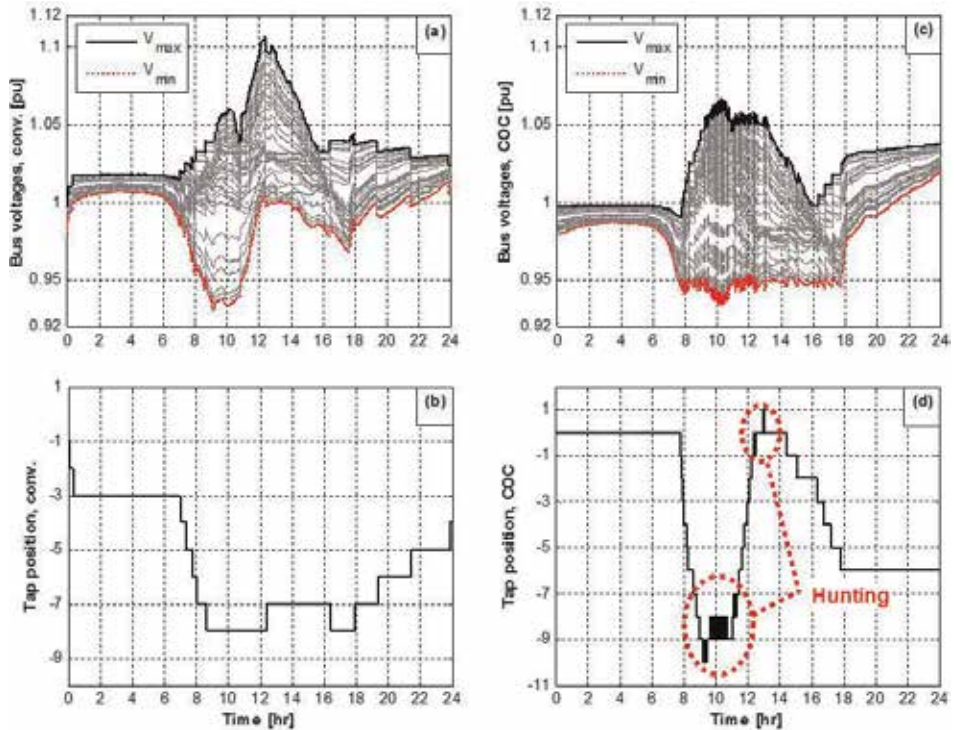 (a)
V max
V min
Bus voltages, conv. [pu]
1.12
1.1
1.05
1
0.95
0.92
0 2 4 6 8 10 12 14 16 18 20 22 24
(c)
V max
V min
Bus voltages, COC [pu]
1.12
1.1
1.05
1
0.95
0.92
0 2 4 6 8 10 12 14 16 18 20 22 24
(b)
Tap position, conv.
1
-1
-3
-5
-7
-9
0 2 4 6 8 10 12 14 16 18 20 22 24
Time [hr]
(d)
Tap position, COC
1
-1
-3
-5
-7
-9
-11
Hunting
0 2 4 6 8 10 12 14 16 18 20 22 24
Time [hr]